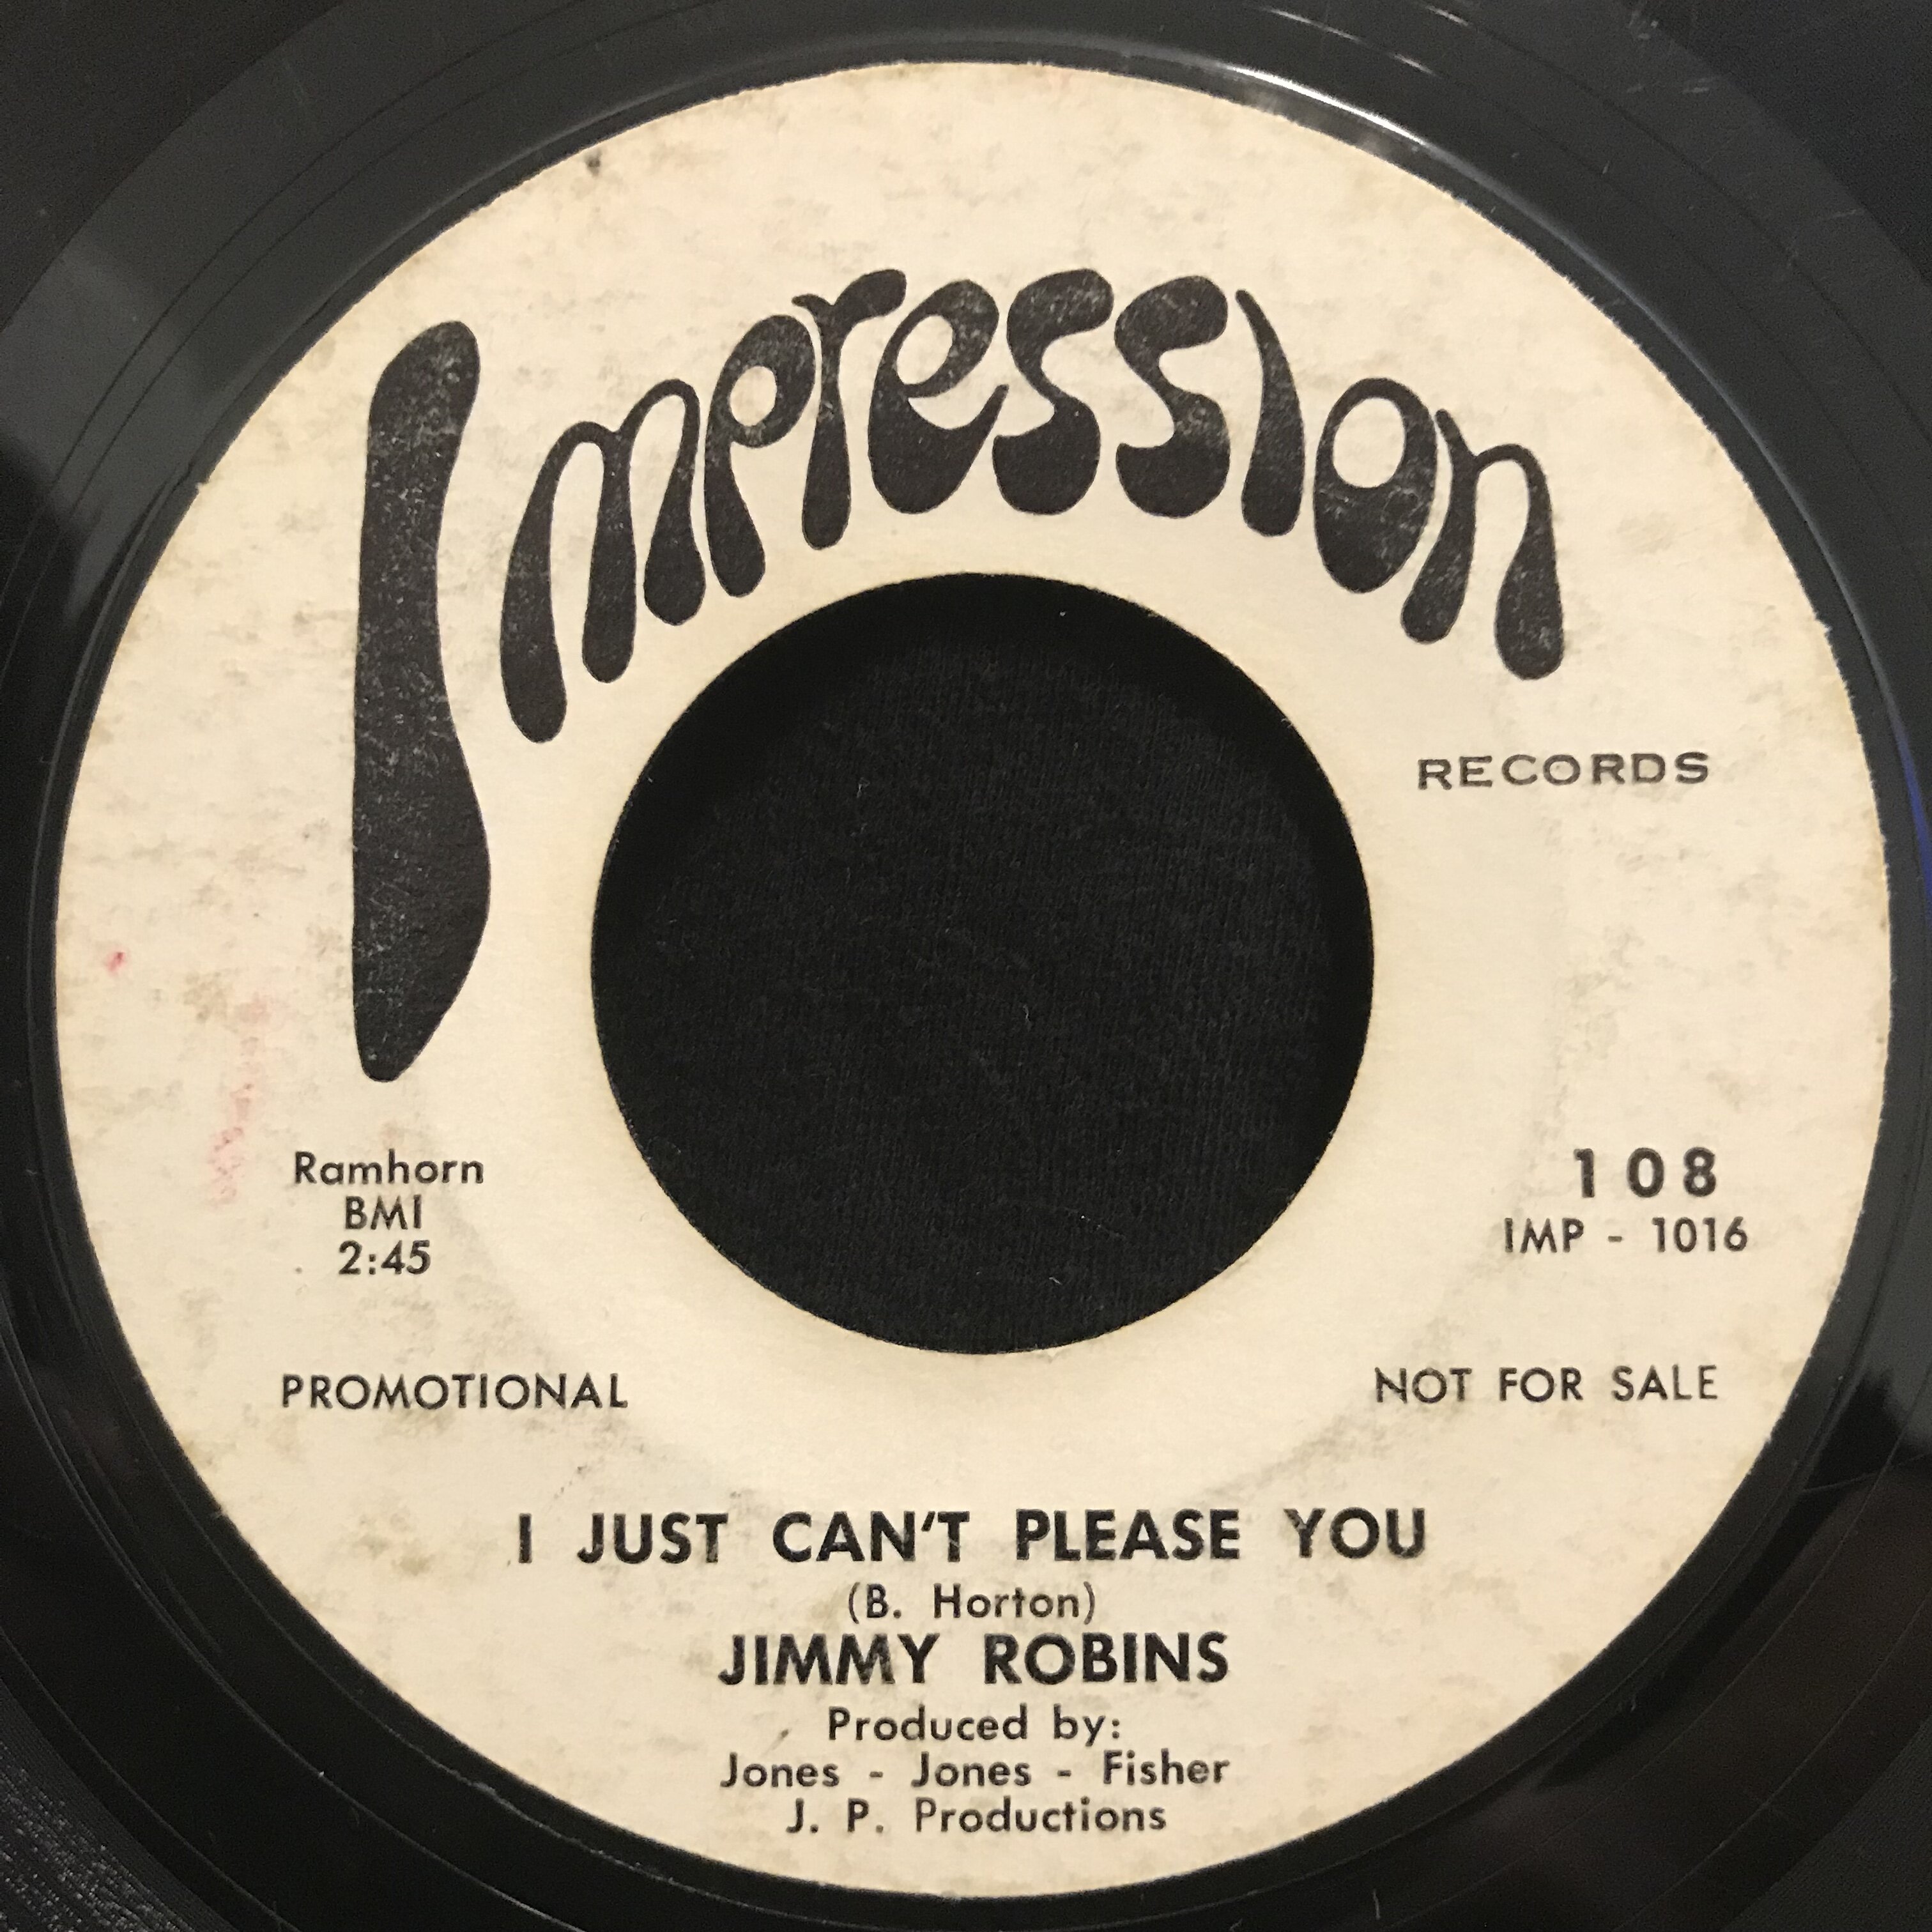 Impression
RECORDS
Ramhorn
BMI
2:45
108
IMP - 1016
PROMOTIONAL
NOT FOR SALE
I JUST CAN'T PLEASE YOU
(B. Horton)
JIMMY ROBINS
Produced by:
Jones - Jones - Fisher
J. P. Productions